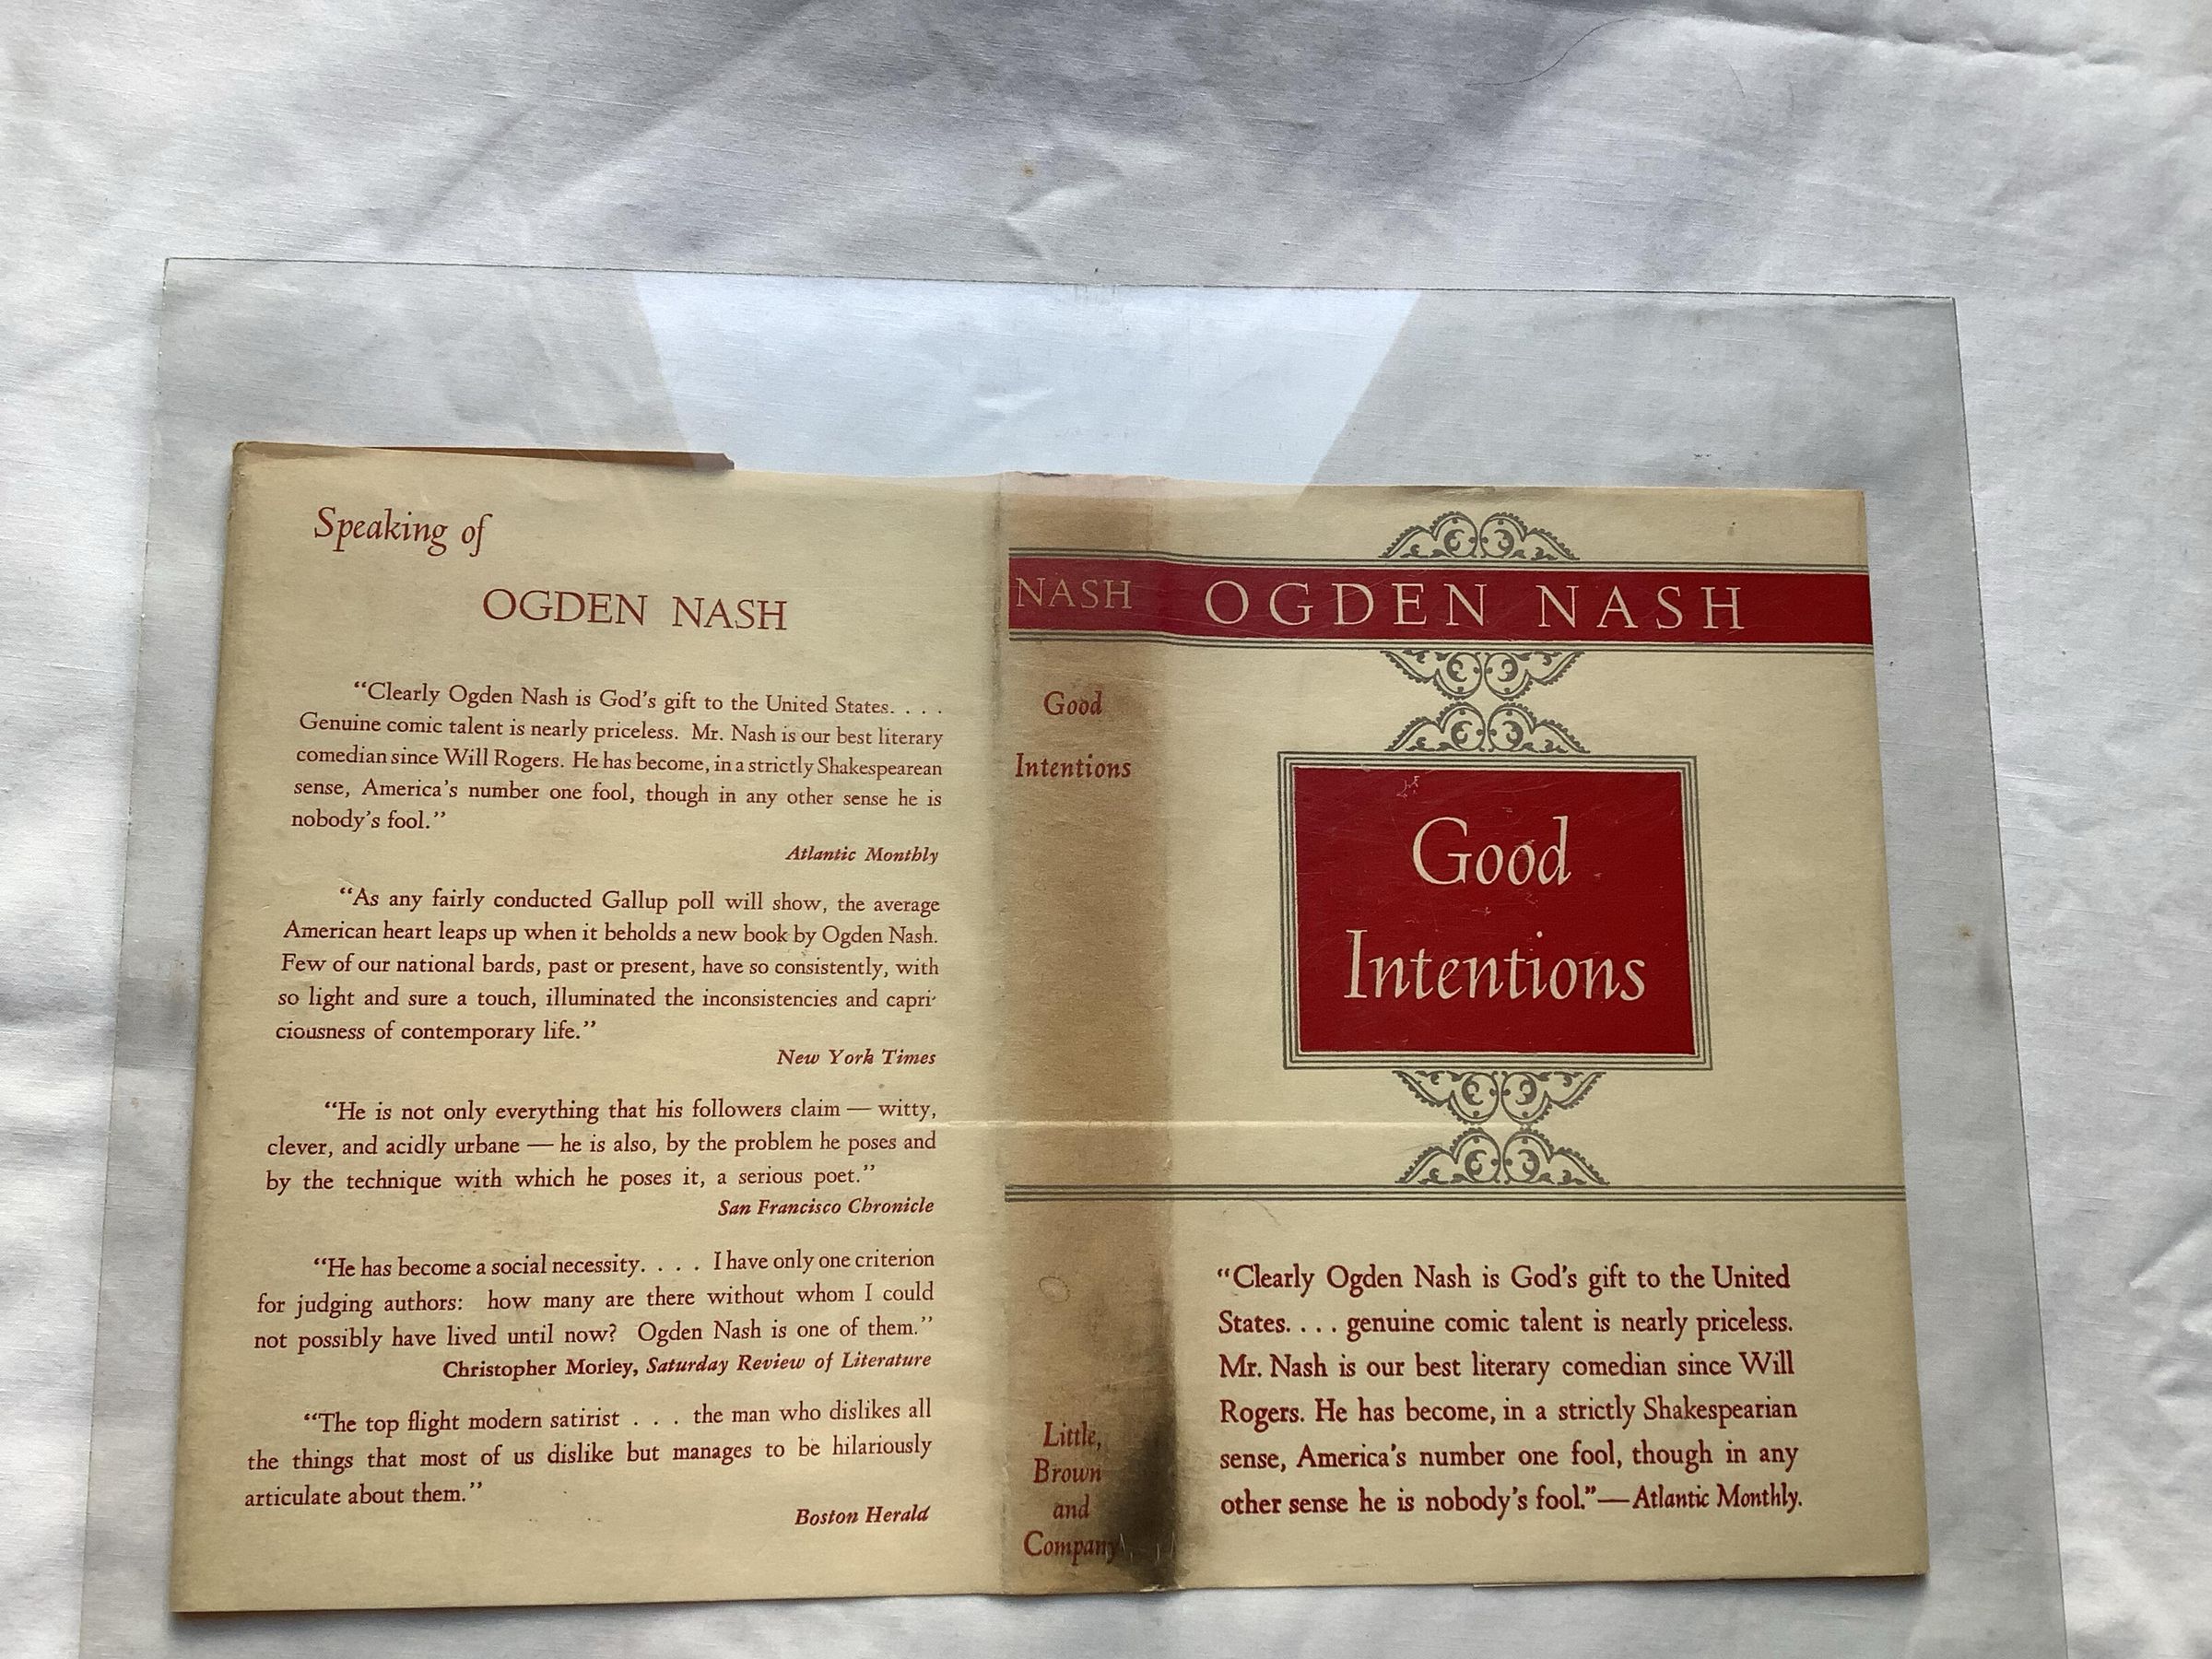 Speaking of
OGDEN NASH
“Clearly Ogden Nash is God's gift to the United States. . . .
Genuine comic talent is nearly priceless. Mr. Nash is our best literary
comedian since Will Rogers. He has become, in a strictly Shakespearean
sense, America's number one fool, though in any other sense he is
nobody's fool.”
Atlantic Monthly
“As any fairly conducted Gallup poll will show, the average
American heart leaps up when it beholds a new book by Ogden Nash.
Few of our national bards, past or present, have so consistently, with
so light and sure a touch, illuminated the inconsistencies and capri-
ciousness of contemporary life.”
New York Times
“He is not only everything that his followers claim — witty,
clever, and acidly urbane — he is also, by the problem he poses and
by the technique with which he poses it, a serious poet.”
San Francisco Chronicle
“He has become a social necessity. . . . I have only one criterion
for judging authors: how many are there without whom I could
not possibly have lived until now? Ogden Nash is one of them.”
Christopher Morley, Saturday Review of Literature
“The top flight modern satirist . . . the man who dislikes all
the things that most of us dislike but manages to be hilariously
articulate about them.”
Boston Herald
NASH
Good
Intentions
Little,
Brown
and
Company
OGDEN NASH
Good
Intentions
“Clearly Ogden Nash is God's gift to the United
States. . . . genuine comic talent is nearly priceless.
Mr. Nash is our best literary comedian since Will
Rogers. He has become, in a strictly Shakespearian
sense, America's number one fool, though in any
other sense he is nobody's fool.”—Atlantic Monthly.